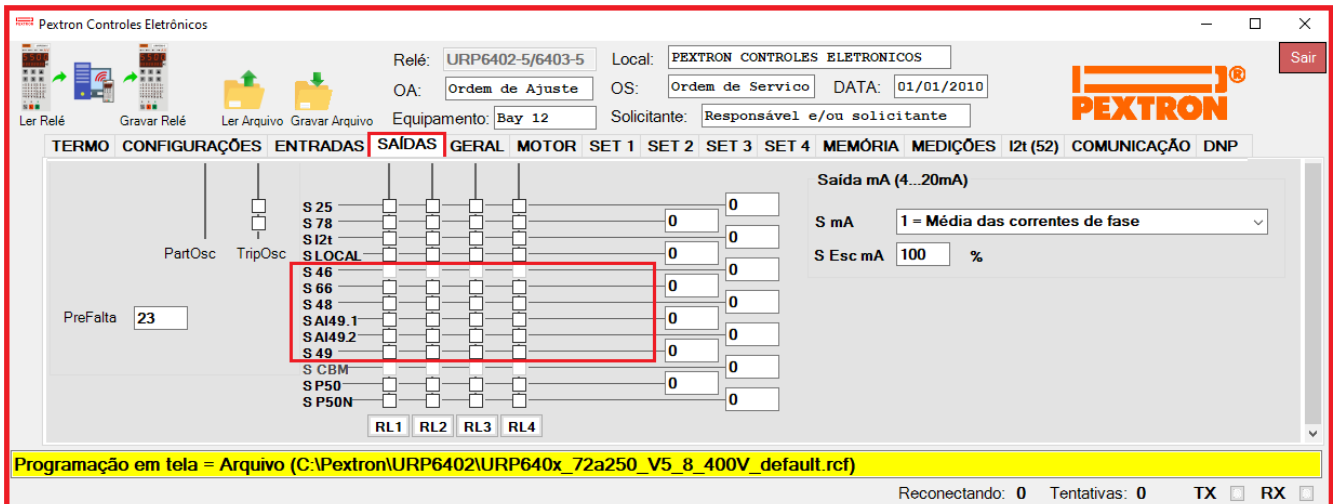 Pextron Controles Eletrônicos
Relé: URP6402-5/6403-5 Local: PEXTRON CONTROLES ELETRONICOS Sair
OA: Ordem de Ajuste OS: Ordem de Servico DATA: 01/01/2010
PEXTRON ®
Ler Relé Gravar Relé Ler Arquivo Gravar Arquivo Equipamento: Bay 12 Solicitante: Responsável e/ou solicitante
TERMO CONFIGURAÇÕES ENTRADAS SAÍDAS GERAL MOTOR SET 1 SET 2 SET 3 SET 4 MEMÓRIA MEDIÇÕES I2t (52) COMUNICAÇÃO DNP
Saída mA (4...20mA)
S 25 0
S 78 0 S mA 1 = Média das correntes de fase
S I2t 0
PartOsc TripOsc S LOCAL 0 S Esc mA 100 %
S 46 0
S 66 0
S 48 0
PreFalta 23 S AI49.1 0
S AI49.2 0
S 49 0
S CBM 0
S P50 0
S P50N 0
RL1 RL2 RL3 RL4
Programação em tela = Arquivo (C:\Pextron\URP6402\URP640x_72a250_V5_8_400V_default.rcf)
Reconectando: 0 Tentativas: 0 TX RX